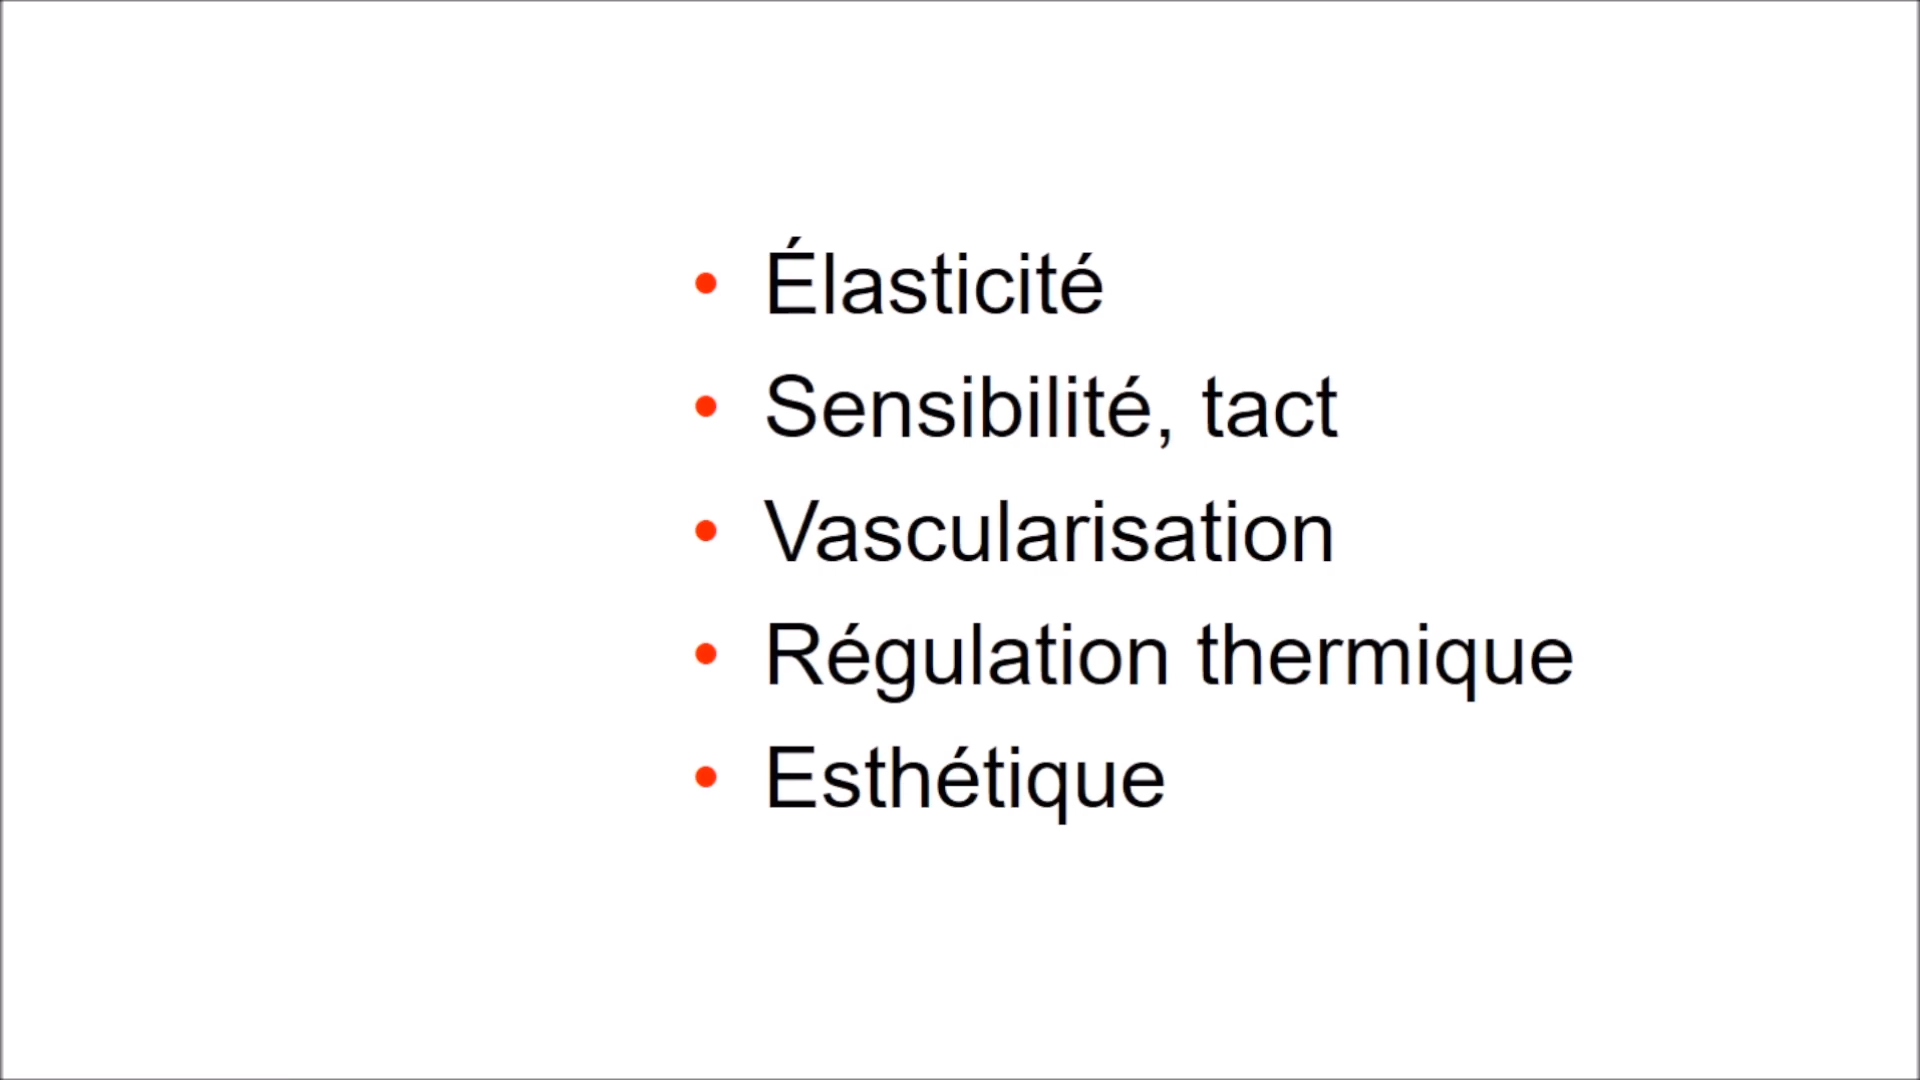 • Élasticité
• Sensibilité, tact
• Vascularisation
• Régulation thermique
• Esthétique